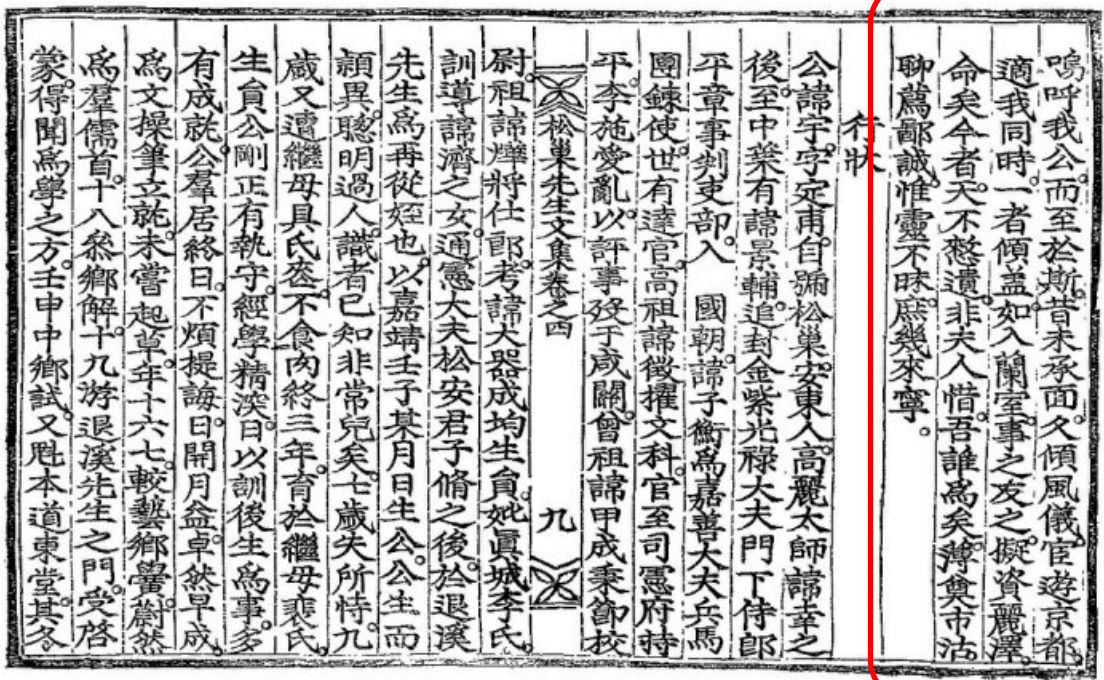 嗚呼我公。而至於斯。昔未承面。久傾風儀。宦遊京都。
適我同時。一者傾盖。如入蘭室。事之友之。擬資麗澤。
命矣今者。天不憗遺。非夫人惜。吾誰爲矣。薄奠市沽。
聊薦鄙誠。惟靈不昧。庶幾來寧。
行狀
公諱宇。字定甫。自號松巢。安東人。高麗太師諱幸之
後。至中葉有諱景輔。追封金紫光祿大夫門下侍郎
平章事判吏部。入 國朝。諱子衡爲嘉善大夫兵馬
團鍊使。世有達官。高祖諱徵。擢文科。官至司憲府持
平。李施愛亂。以評事歿于咸關。曾祖諱甲成秉節校
松巢先生文集卷之四 九
尉。祖諱燁將仕郎。考諱大器成均生員。妣眞城李氏。
訓導諱濟之女。通憲大夫松安君子脩之後。於退溪
先生爲再從姪也。以嘉靖壬子某月日生公。公生而
穎異。聰明過人。識者已知非常兒矣。七歲失所恃。九
歲又遭繼母具氏喪。不食肉終三年。育於繼母裵氏。
生員公剛正有執守。經學精深。日以訓後生爲事。多
有成就。公羣居終日。不煩提誨。日開月益。卓然早成。
爲文操筆立就。未嘗起草。年十六七。較藝鄕黌。蔚然
爲羣儒首。十八叅鄕解。十九游退溪先生之門。受啓
蒙。得聞爲學之方。壬申中鄕試。又魁本道東堂。其冬